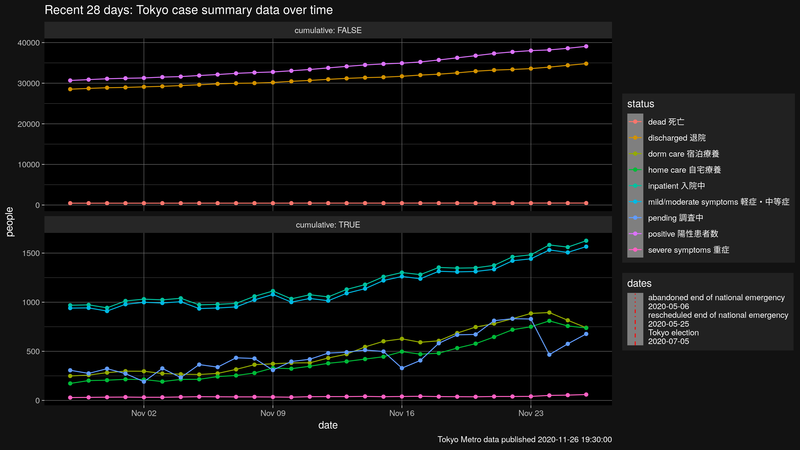 Recent 28 days: Tokyo case summary data over time
cumulative: FALSE
40000
30000
20000
10000
0
cumulative: TRUE
1500
1000
500
0
people
Nov 02
Nov 09
Nov 16
Nov 23
date
status
dead 死亡
discharged 退院
dorm care 宿泊療養
home care 自宅療養
inpatient 入院中
mild/moderate symptoms 軽症・中等症
pending 調査中
positive 陽性患者数
severe symptoms 重症
dates
abandoned end of national emergency
2020-05-06
rescheduled end of national emergency
2020-05-25
Tokyo election
2020-07-05
Tokyo Metro data published 2020-11-26 19:30:00